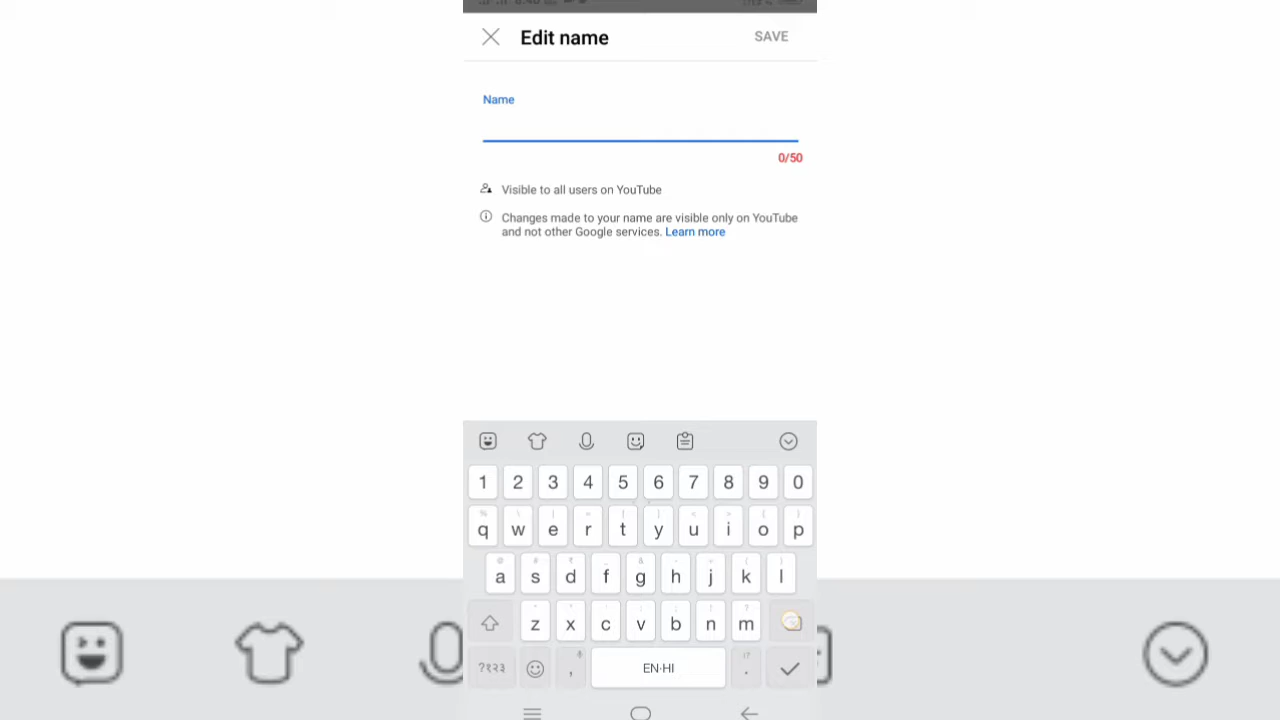 Edit name
SAVE
Name
0/50
Visible to all users on YouTube
Changes made to your name are visible only on YouTube
and not other Google services. Learn more
1 2 3 4 5 6 7 8 9 0
q w e r t y u i o p
a s d f g h j k l
z x c v b n m
?१२३ , EN·HI .